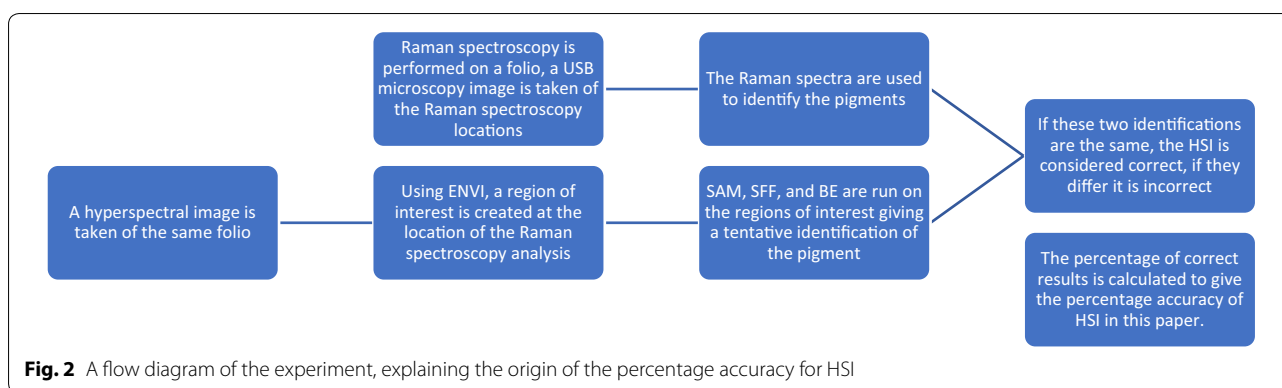 Raman spectroscopy is
performed on a folio, a USB
microscopy image is taken of
the Raman spectroscopy
locations
The Raman spectra are used
to identify the pigments
A hyperspectral image is
taken of the same folio
Using ENVI, a region of
interest is created at the
location of the Raman
spectroscopy analysis
SAM, SFF, and BE are run on
the regions of interest giving
a tentative identification of
the pigment
If these two identifications
are the same, the HSI is
considered correct, if they
differ it is incorrect
The percentage of correct
results is calculated to give
the percentage accuracy of
HSI in this paper.
Fig. 2 A flow diagram of the experiment, explaining the origin of the percentage accuracy for HSI